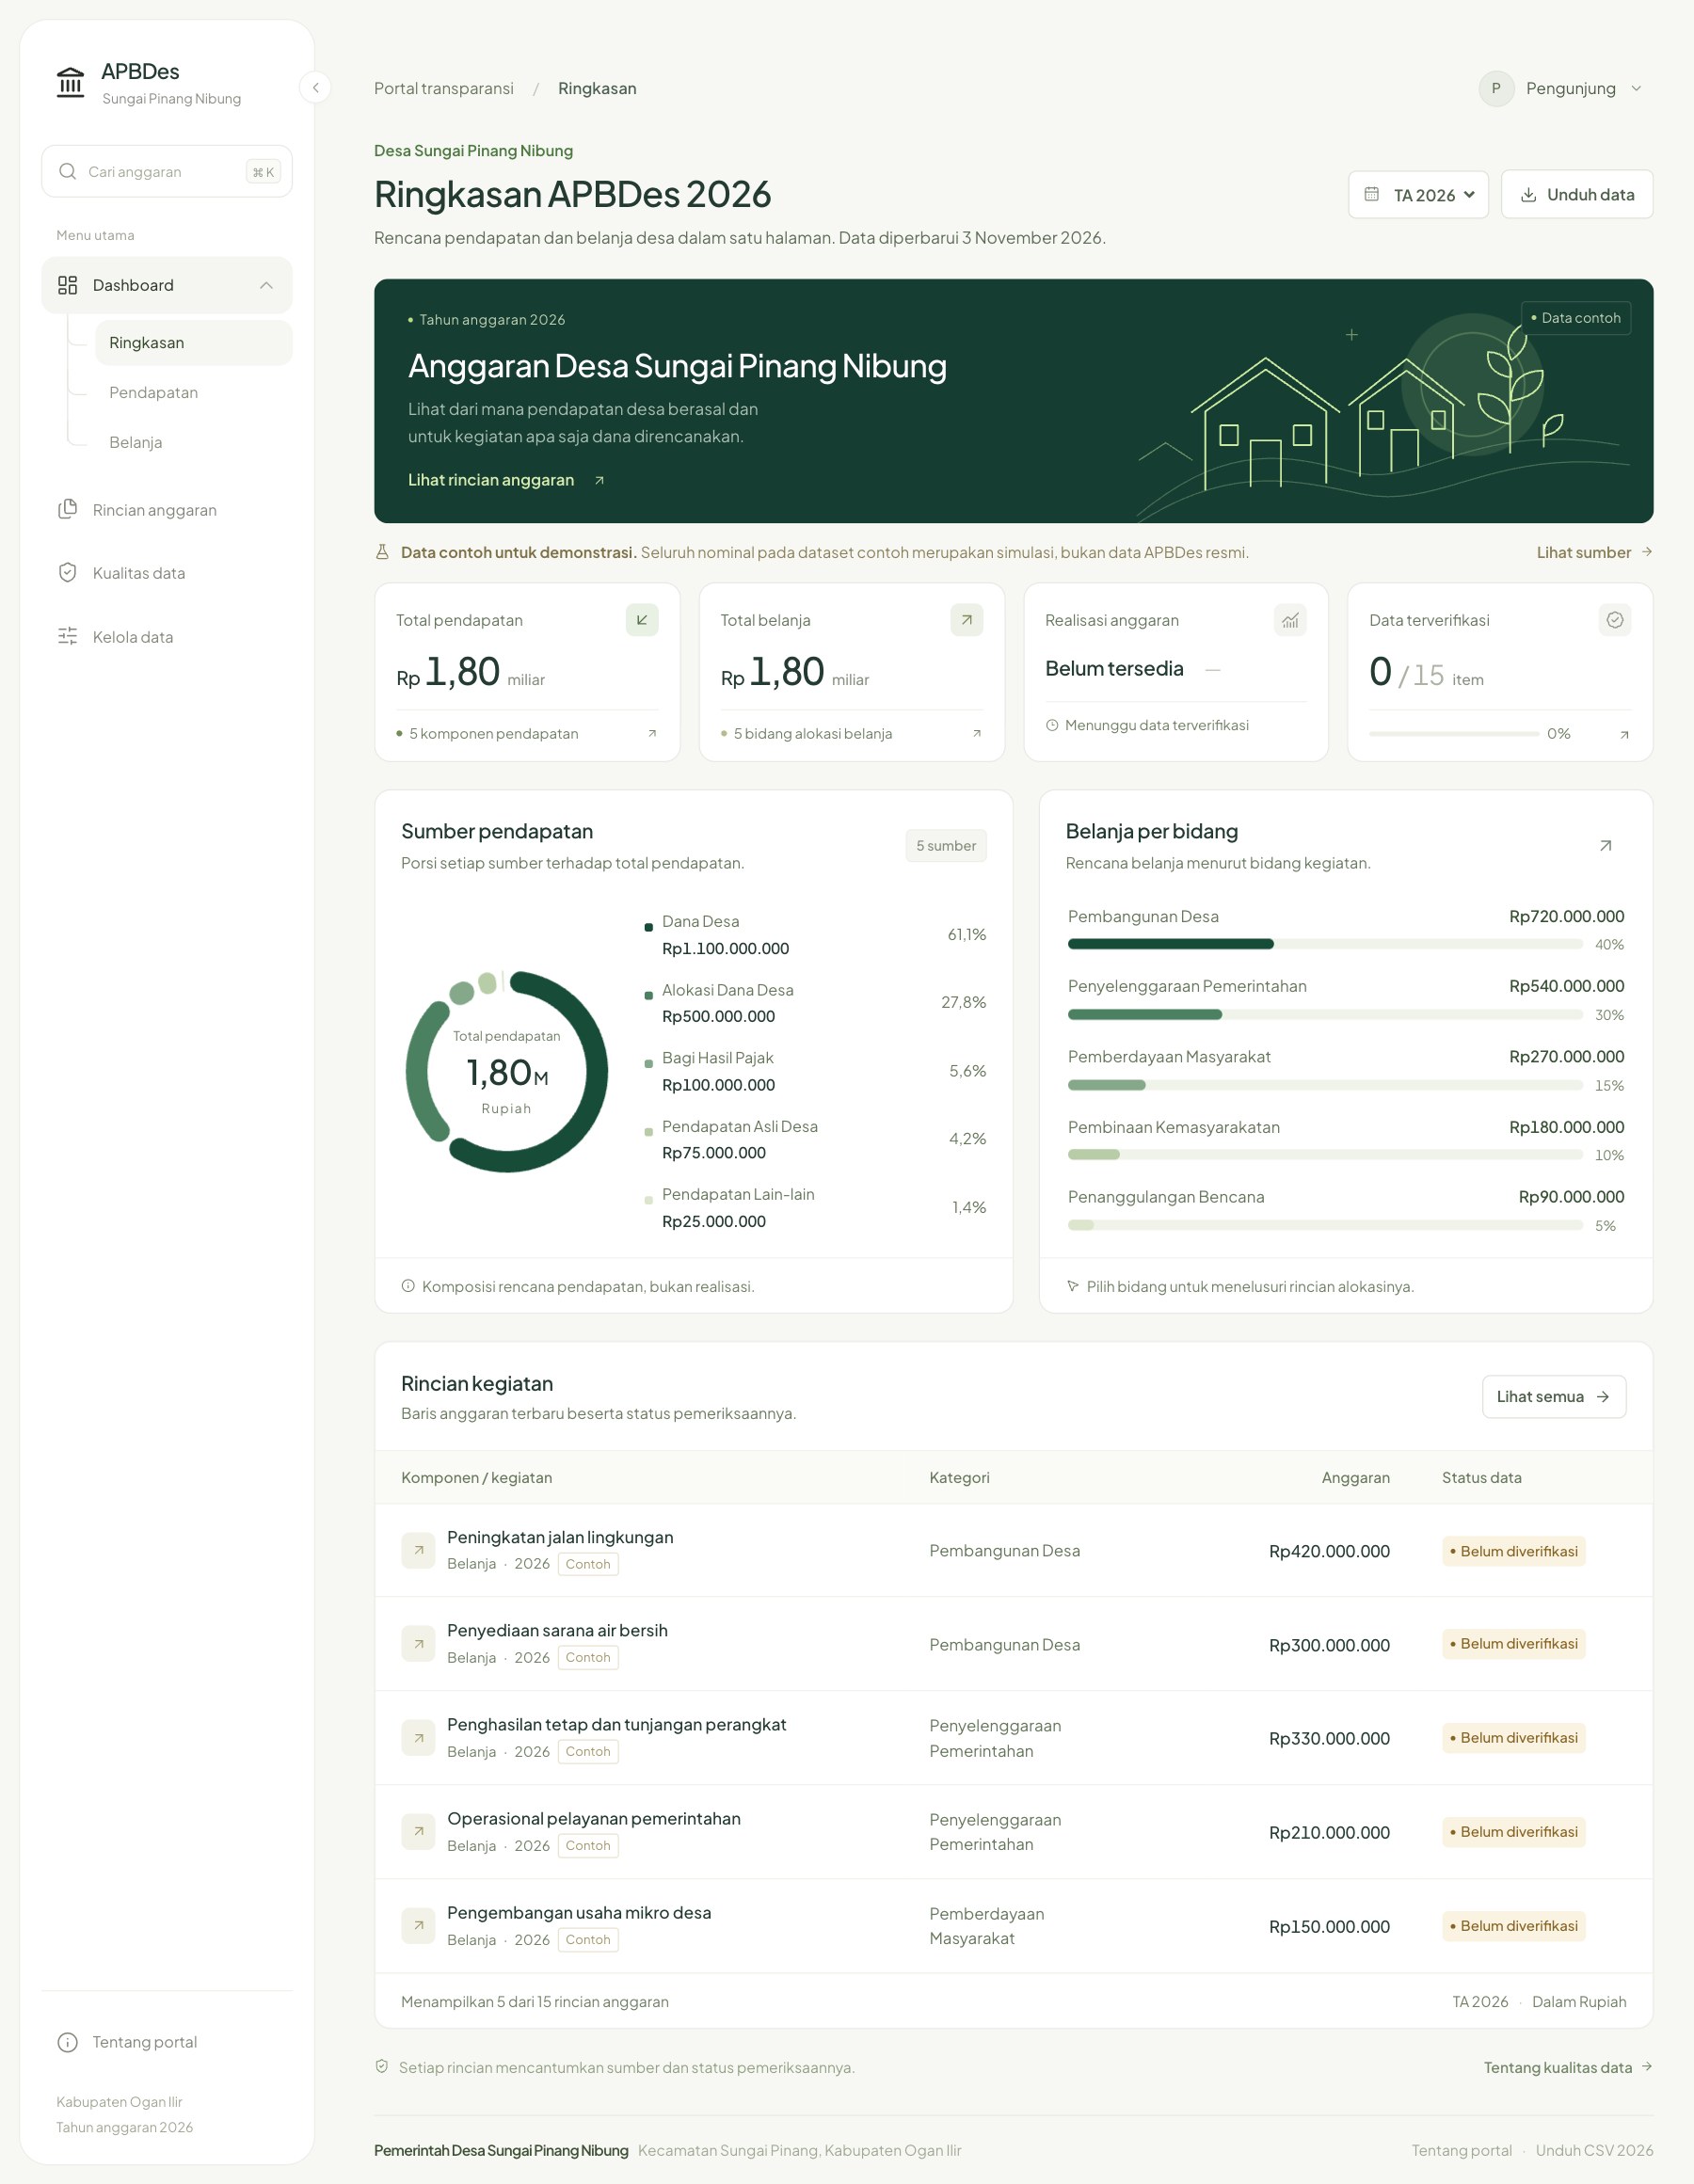 APBDes
Sungai Pinang Nibung
Cari anggaran
⌘ K
Menu utama
Dashboard
Ringkasan
Pendapatan
Belanja
Rincian anggaran
Kualitas data
Kelola data
Tentang portal
Kabupaten Ogan Ilir
Tahun anggaran 2026
Portal transparansi / Ringkasan
P Pengunjung
Desa Sungai Pinang Nibung
Ringkasan APBDes 2026
TA 2026
Unduh data
Rencana pendapatan dan belanja desa dalam satu halaman. Data diperbarui 3 November 2026.
Tahun anggaran 2026
Data contoh
Anggaran Desa Sungai Pinang Nibung
Lihat dari mana pendapatan desa berasal dan
untuk kegiatan apa saja dana direncanakan.
Lihat rincian anggaran
Data contoh untuk demonstrasi. Seluruh nominal pada dataset contoh merupakan simulasi, bukan data APBDes resmi.
Lihat sumber
Total pendapatan
Rp 1,80 miliar
5 komponen pendapatan
Total belanja
Rp 1,80 miliar
5 bidang alokasi belanja
Realisasi anggaran
Belum tersedia —
Menunggu data terverifikasi
Data terverifikasi
0 / 15 item
0%
Sumber pendapatan
Porsi setiap sumber terhadap total pendapatan.
5 sumber
Total pendapatan
1,80 M
Rupiah
Dana Desa
Rp1.100.000.000
61,1%
Alokasi Dana Desa
Rp500.000.000
27,8%
Bagi Hasil Pajak
Rp100.000.000
5,6%
Pendapatan Asli Desa
Rp75.000.000
4,2%
Pendapatan Lain-lain
Rp25.000.000
1,4%
Komposisi rencana pendapatan, bukan realisasi.
Belanja per bidang
Rencana belanja menurut bidang kegiatan.
Pembangunan Desa Rp720.000.000
40%
Penyelenggaraan Pemerintahan Rp540.000.000
30%
Pemberdayaan Masyarakat Rp270.000.000
15%
Pembinaan Kemasyarakatan Rp180.000.000
10%
Penanggulangan Bencana Rp90.000.000
5%
Pilih bidang untuk menelusuri rincian alokasinya.
Rincian kegiatan
Baris anggaran terbaru beserta status pemeriksaannya.
Lihat semua
Komponen / kegiatan Kategori Anggaran Status data
Peningkatan jalan lingkungan
Belanja · 2026 Contoh
Pembangunan Desa
Rp420.000.000
Belum diverifikasi
Penyediaan sarana air bersih
Belanja · 2026 Contoh
Pembangunan Desa
Rp300.000.000
Belum diverifikasi
Penghasilan tetap dan tunjangan perangkat
Belanja · 2026 Contoh
Penyelenggaraan
Pemerintahan
Rp330.000.000
Belum diverifikasi
Operasional pelayanan pemerintahan
Belanja · 2026 Contoh
Penyelenggaraan
Pemerintahan
Rp210.000.000
Belum diverifikasi
Pengembangan usaha mikro desa
Belanja · 2026 Contoh
Pemberdayaan
Masyarakat
Rp150.000.000
Belum diverifikasi
Menampilkan 5 dari 15 rincian anggaran
TA 2026 · Dalam Rupiah
Setiap rincian mencantumkan sumber dan status pemeriksaannya.
Tentang kualitas data
Pemerintah Desa Sungai Pinang Nibung Kecamatan Sungai Pinang, Kabupaten Ogan Ilir
Tentang portal · Unduh CSV 2026